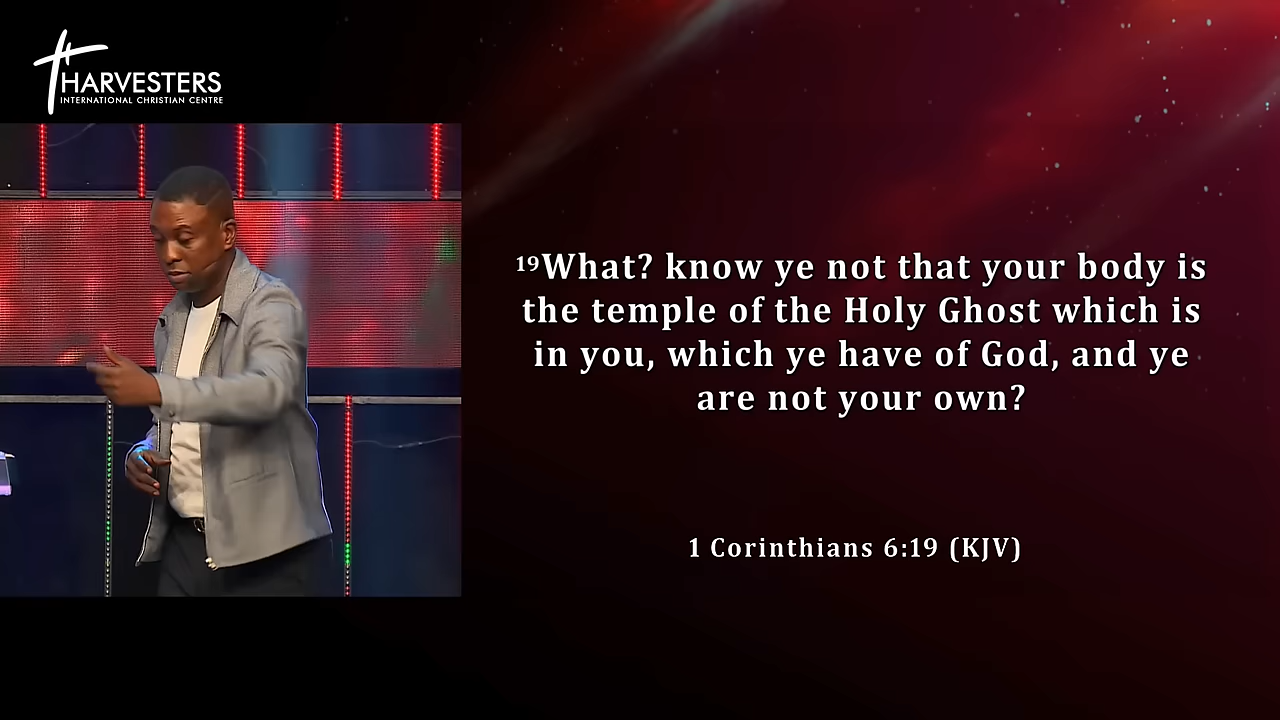 HARVESTERS
INTERNATIONAL CHRISTIAN CENTRE
19What? know ye not that your body is
the temple of the Holy Ghost which is
in you, which ye have of God, and ye
are not your own?
1 Corinthians 6:19 (KJV)